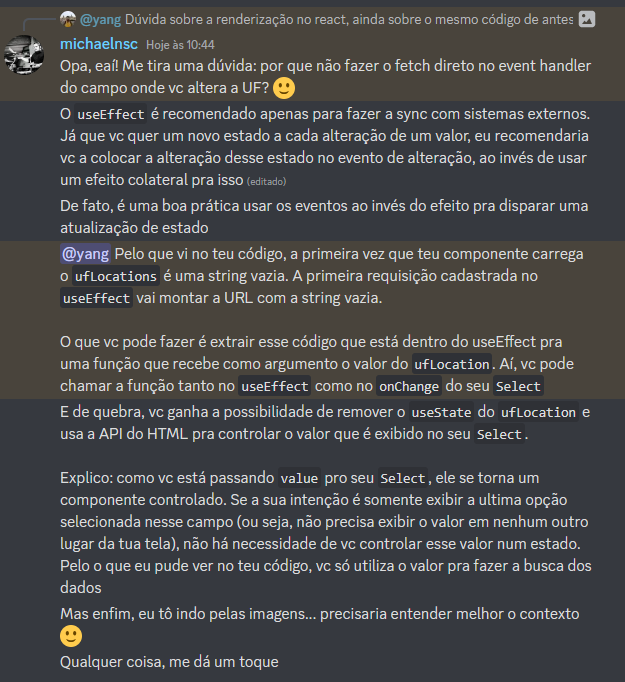 @yang Dúvida sobre a renderização no react, ainda sobre o mesmo código de antes
michaelnsc Hoje às 10:44
Opa, eaí! Me tira uma dúvida: por que não fazer o fetch direto no event handler
do campo onde vc altera a UF? 🙂
O useEffect é recomendado apenas para fazer a sync com sistemas externos.
Já que vc quer um novo estado a cada alteração de um valor, eu recomendaria
vc a colocar a alteração desse estado no evento de alteração, ao invés de usar
um efeito colateral pra isso (editado)
De fato, é uma boa prática usar os eventos ao invés do efeito pra disparar uma
atualização de estado
@yang Pelo que vi no teu código, a primeira vez que teu componente carrega
o ufLocations é uma string vazia. A primeira requisição cadastrada no
useEffect vai montar a URL com a string vazia.
O que vc pode fazer é extrair esse código que está dentro do useEffect pra
uma função que recebe como argumento o valor do ufLocation. Aí, vc pode
chamar a função tanto no useEffect como no onChange do seu Select
E de quebra, vc ganha a possibilidade de remover o useState do ufLocation e
usa a API do HTML pra controlar o valor que é exibido no seu Select.
Explico: como vc está passando value pro seu Select, ele se torna um
componente controlado. Se a sua intenção é somente exibir a ultima opção
selecionada nesse campo (ou seja, não precisa exibir o valor em nenhum outro
lugar da tua tela), não há necessidade de vc controlar esse valor num estado.
Pelo o que eu pude ver no teu código, vc só utiliza o valor pra fazer a busca dos
dados
Mas enfim, eu tô indo pelas imagens... precisaria entender melhor o contexto
🙂
Qualquer coisa, me dá um toque